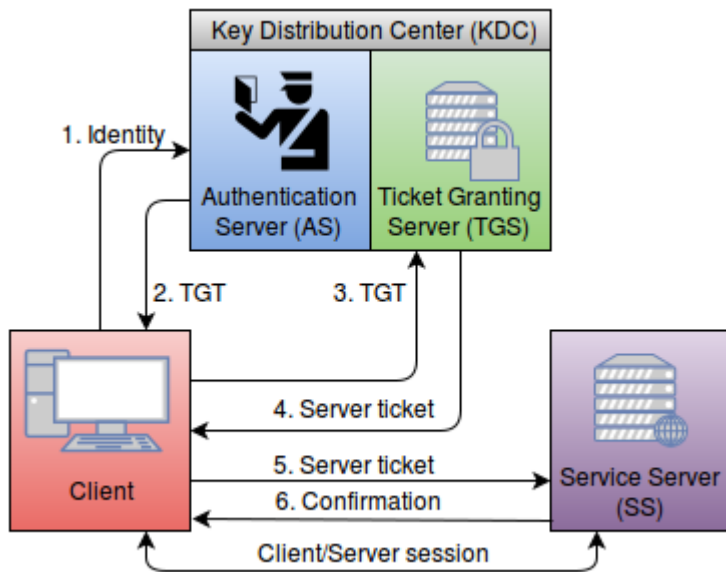 Key Distribution Center (KDC)
1. Identity
Authentication
Server (AS)
Ticket Granting
Server (TGS)
2. TGT
3. TGT
4. Server ticket
5. Server ticket
6. Confirmation
Client
Service Server
(SS)
Client/Server session